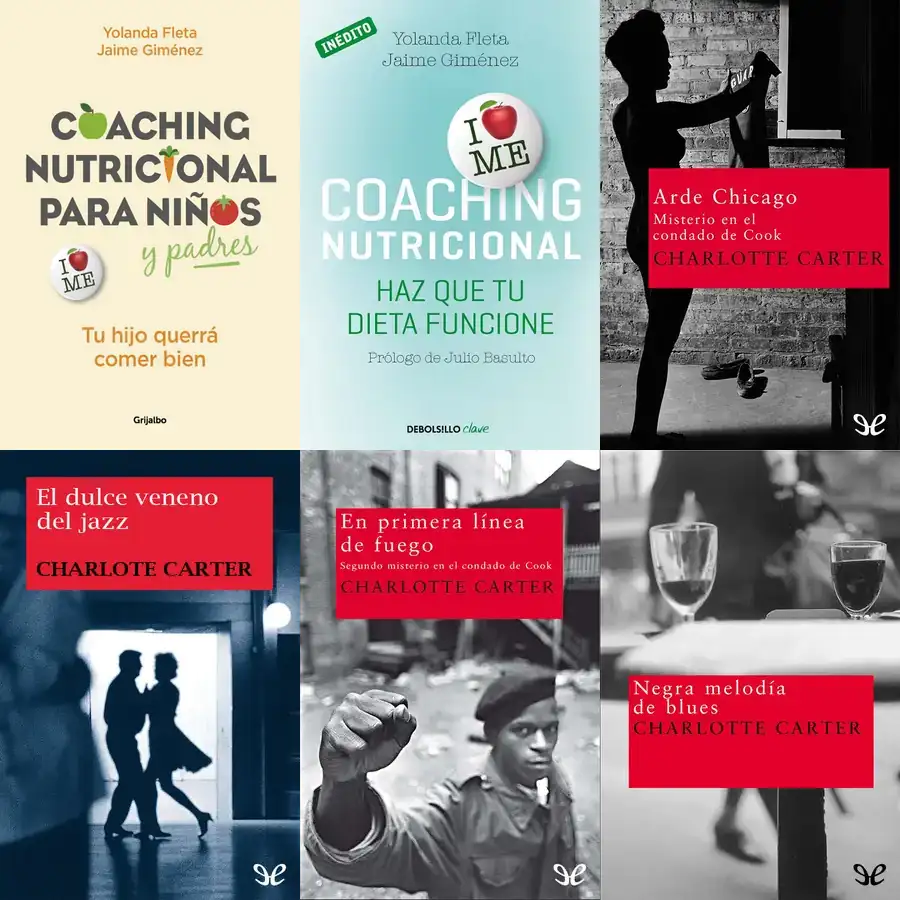 Yolanda Fleta
Jaime Giménez
COACHING
NUTRICIONAL
PARA NIÑOS
y padres
I
ME
Tu hijo querrá
comer bien
Grijalbo
INÉDITO
Yolanda Fleta
Jaime Giménez
I
ME
COACHING
NUTRICIONAL
HAZ QUE TU
DIETA FUNCIONE
Prólogo de Julio Basulto
DEBOLSILLO clave
Arde Chicago
Misterio en el
condado de Cook
CHARLOTTE CARTER
El dulce veneno
del jazz
CHARLOTE CARTER
En primera línea
de fuego
Segundo misterio en el condado de Cook
CHARLOTTE CARTER
Negra melodía
de blues
CHARLOTTE CARTER